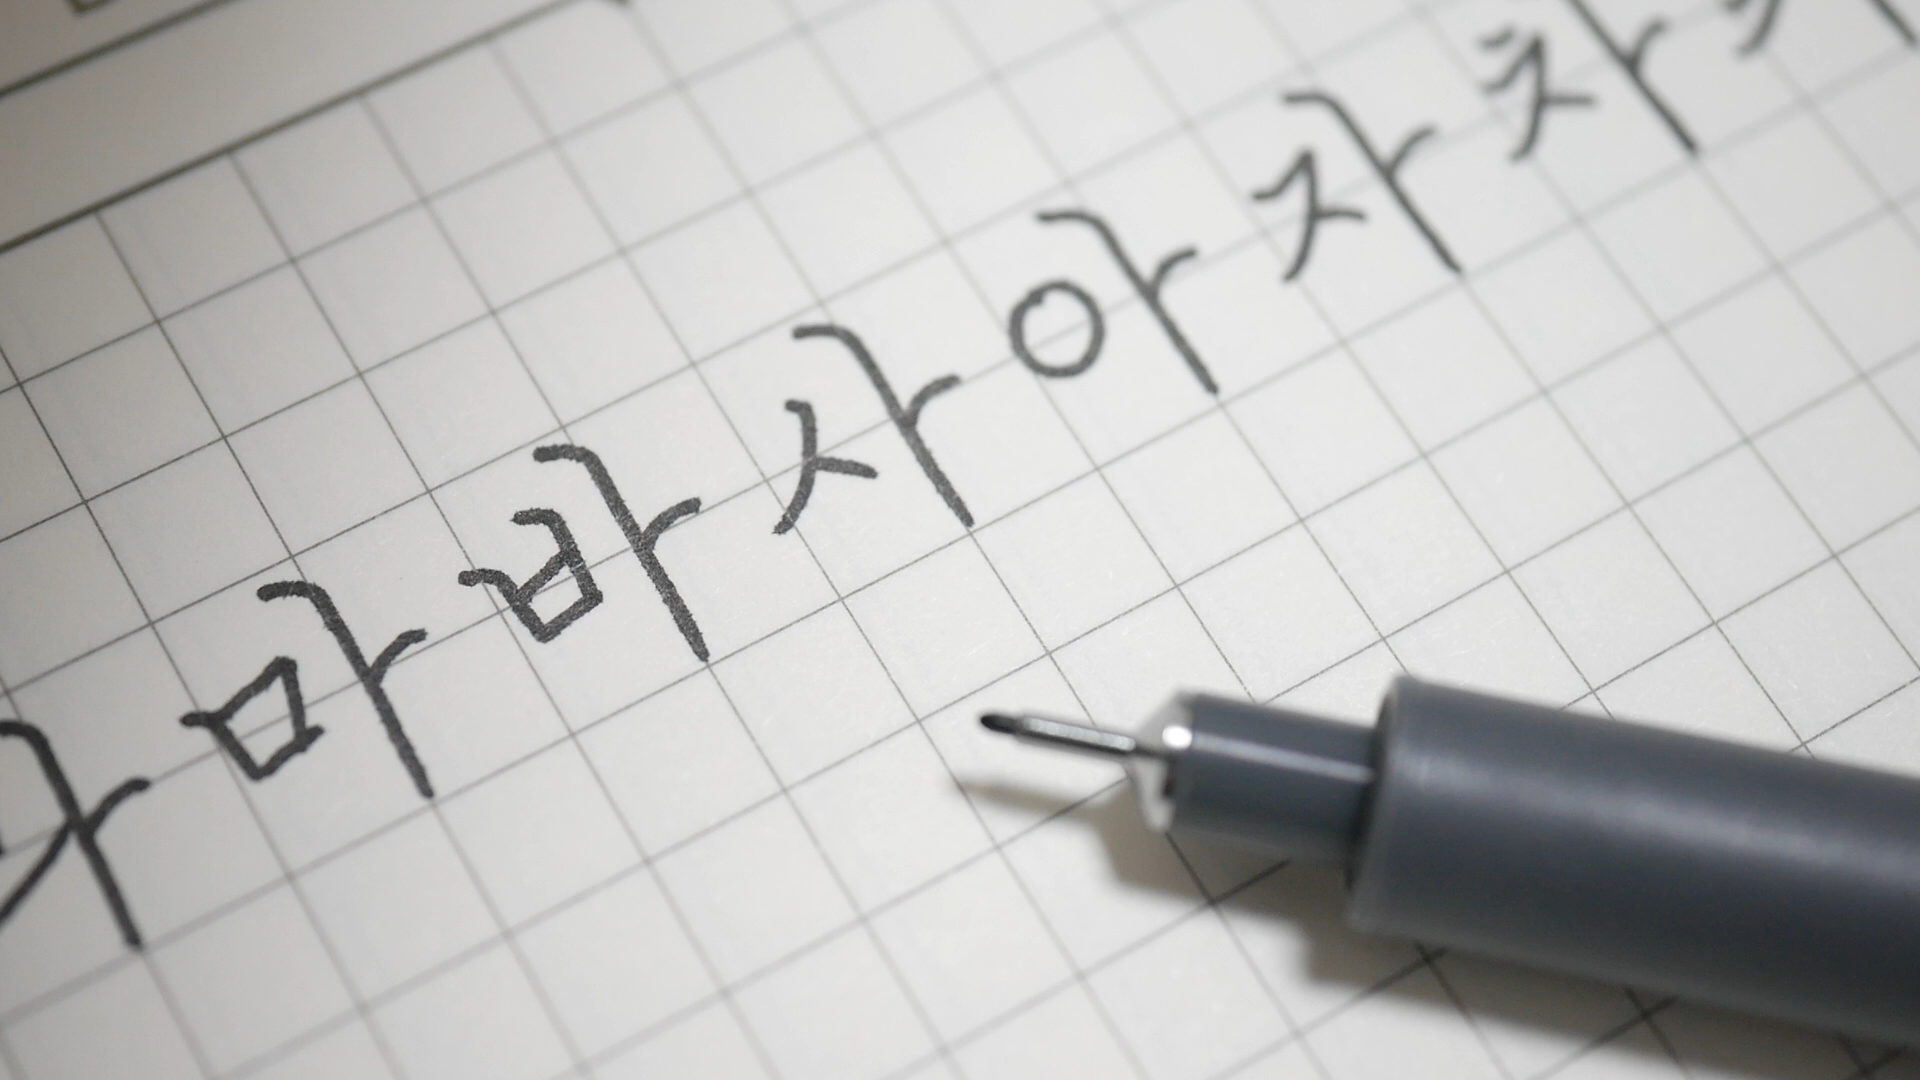 마 바 사 아 자 차